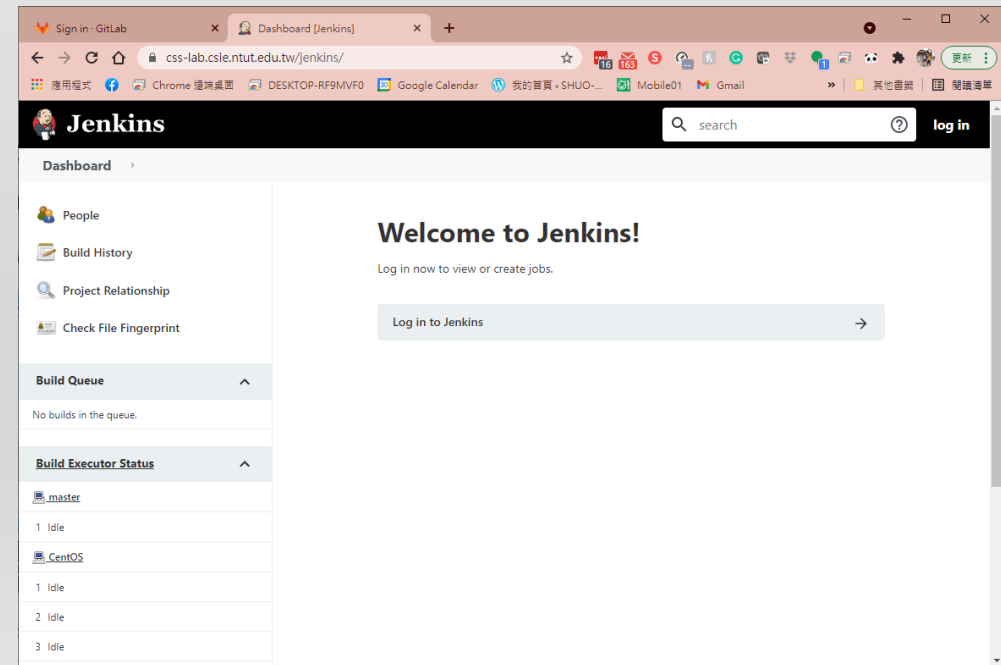 Sign in · GitLab
Dashboard [Jenkins]
css-lab.csie.ntut.edu.tw/jenkins/
16
163
1
更新
應用程式
Chrome 遠端桌面
DESKTOP-RF9MVF0
Google Calendar
我的首頁 ‹ SHUO-...
Mobile01
Gmail
»
其他書籤
閱讀清單
Jenkins
search
log in
Dashboard
People
Build History
Project Relationship
Check File Fingerprint
Welcome to Jenkins!
Log in now to view or create jobs.
Log in to Jenkins
Build Queue
No builds in the queue.
Build Executor Status
master
1 Idle
CentOS
1 Idle
2 Idle
3 Idle